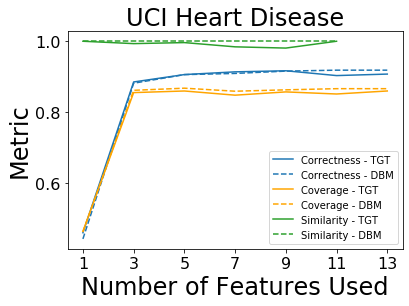 UCI Heart Disease
Metric
1.0
0.8
0.6
Correctness - TGT
Correctness - DBM
Coverage - TGT
Coverage - DBM
Similarity - TGT
Similarity - DBM
1 3 5 7 9 11 13
Number of Features Used